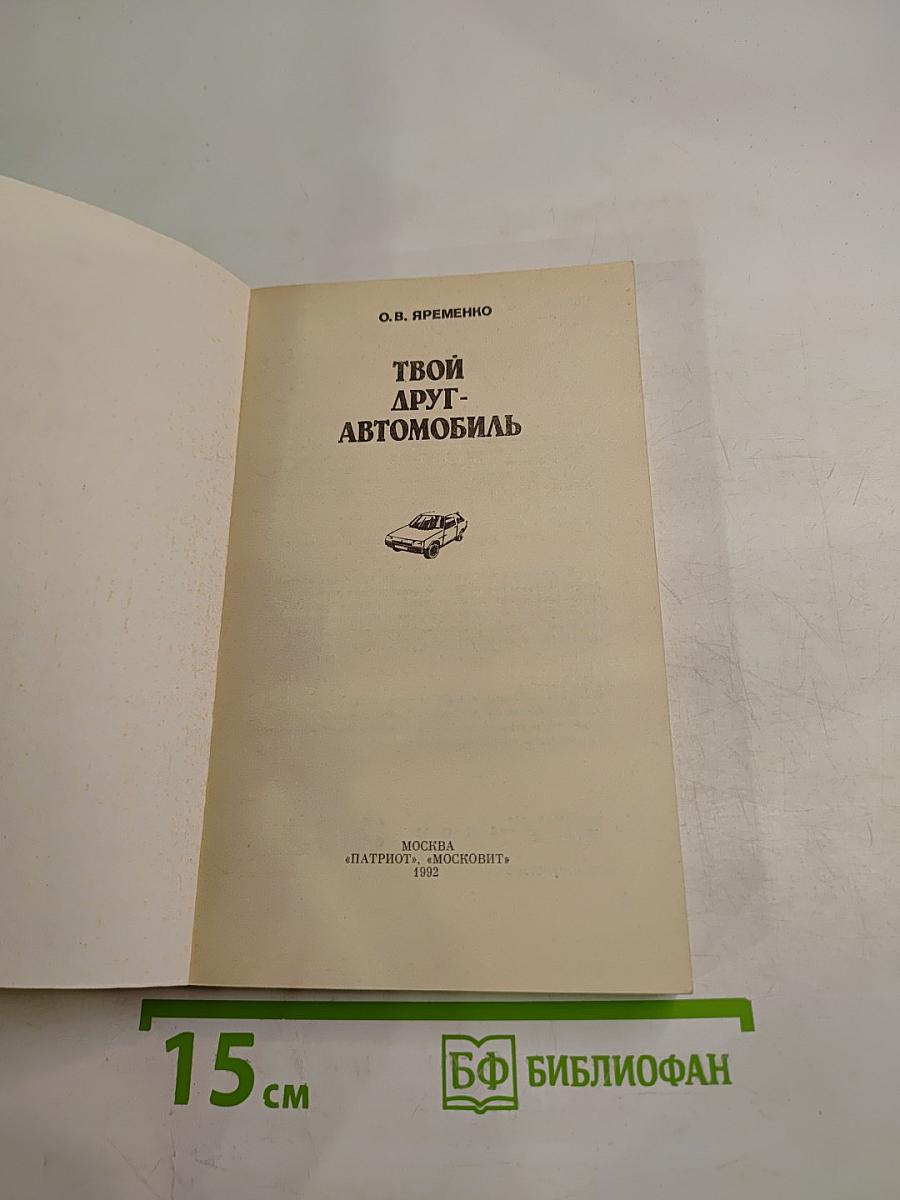 О. В. ЯРЕМЕНКО
ТВОЙ
ДРУГ-
АВТОМОБИЛЬ
МОСКВА
«ПАТРИОТ», «МОСКОВИТ»
1992
15 см
БФ БИБЛИОФАН